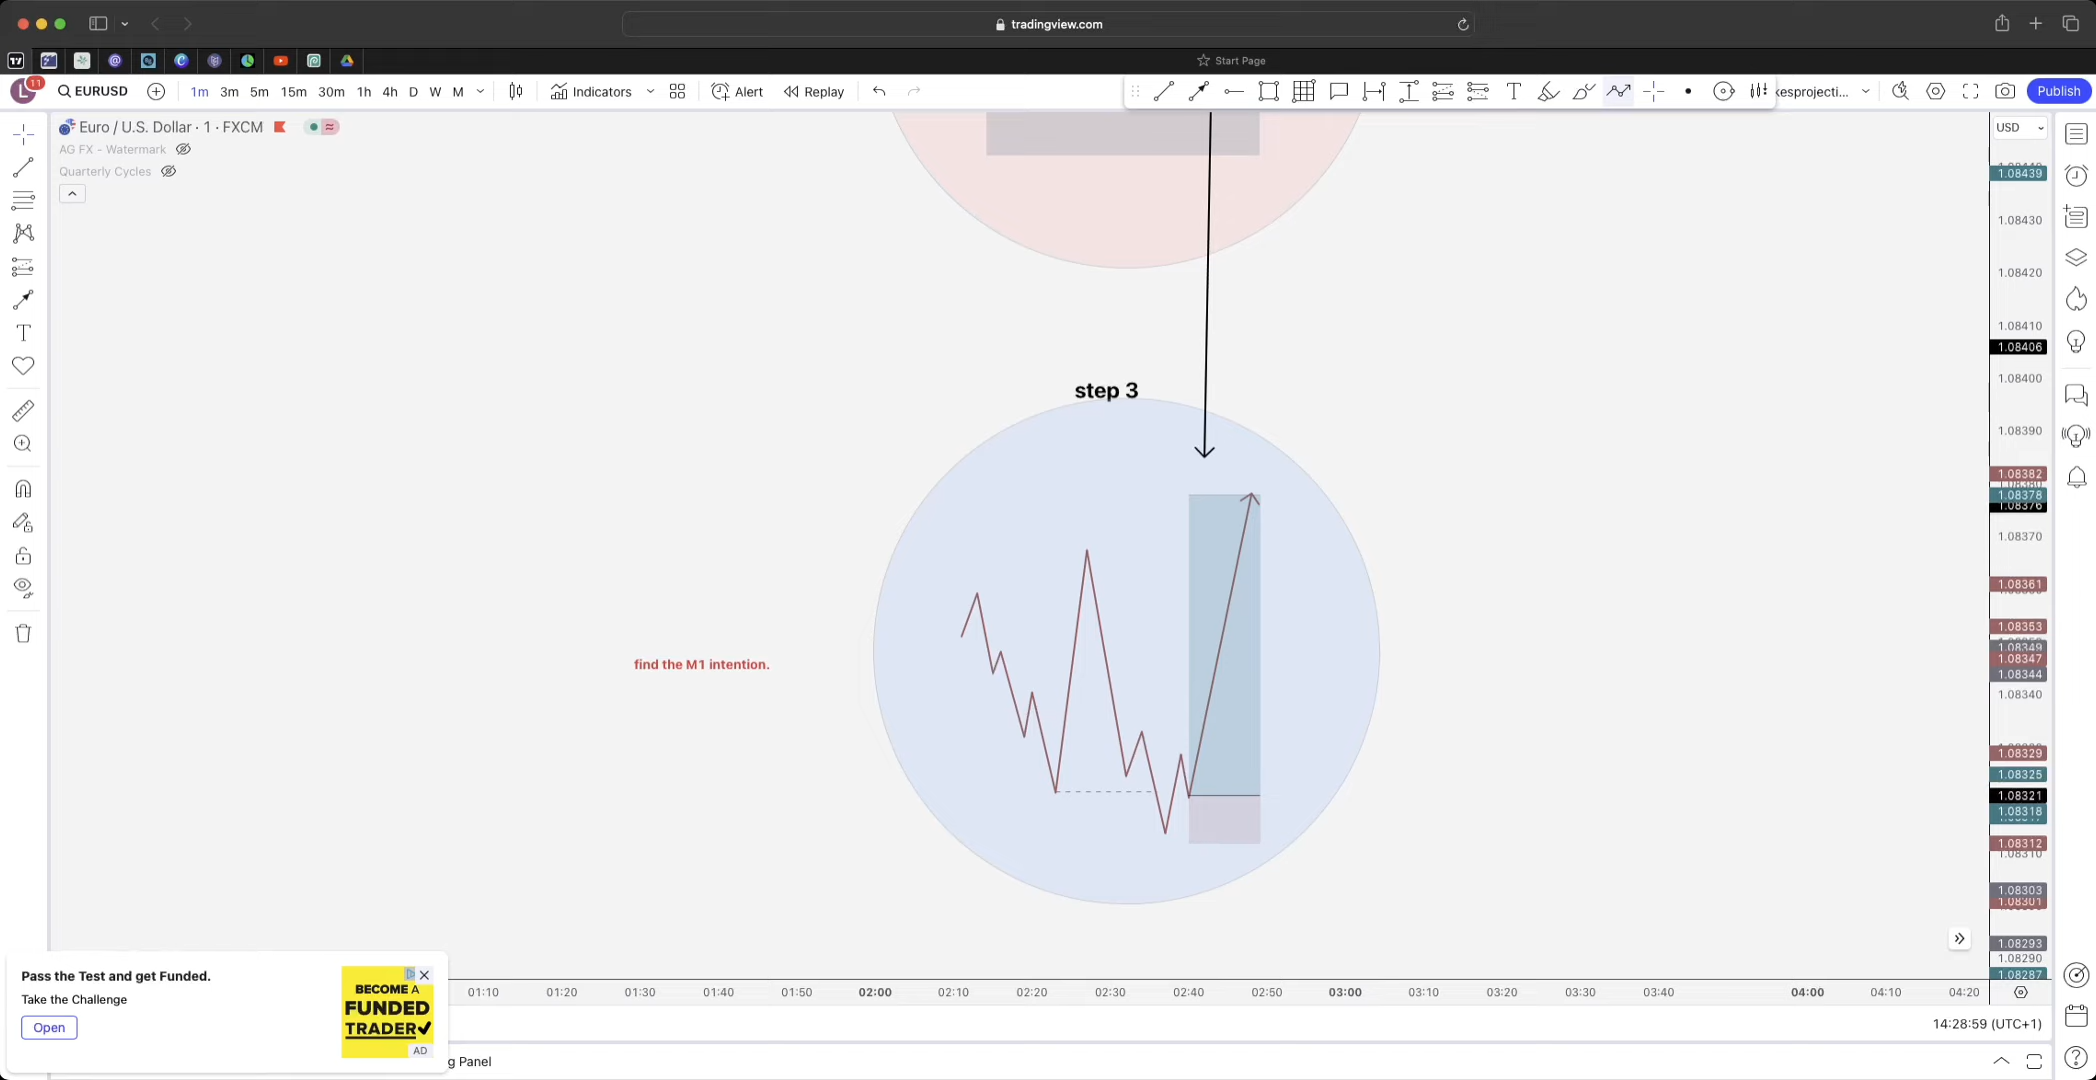 tradingview.com
Start Page
L 11 EURUSD 1m 3m 5m 15m 30m 1h 4h D W M Indicators Alert Replay T kesprojecti... Publish
Euro / U.S. Dollar · 1 · FXCM
AG FX - Watermark
Quarterly Cycles
USD
1.08439
1.08430
1.08420
1.08410
1.08406
1.08400
step 3
1.08390
1.08382
1.08378
1.08376
1.08370
1.08361
1.08353
1.08349
1.08347
find the M1 intention.
1.08344
1.08340
1.08329
1.08325
1.08321
1.08318
1.08312
1.08310
1.08303
1.08301
1.08293
1.08290
1.08287
Pass the Test and get Funded.
Take the Challenge
Open
BECOME A
FUNDED
TRADER
AD
01:10 01:20 01:30 01:40 01:50 02:00 02:10 02:20 02:30 02:40 02:50 03:00 03:10 03:20 03:30 03:40 04:00 04:10 04:20
14:28:59 (UTC+1)
g Panel